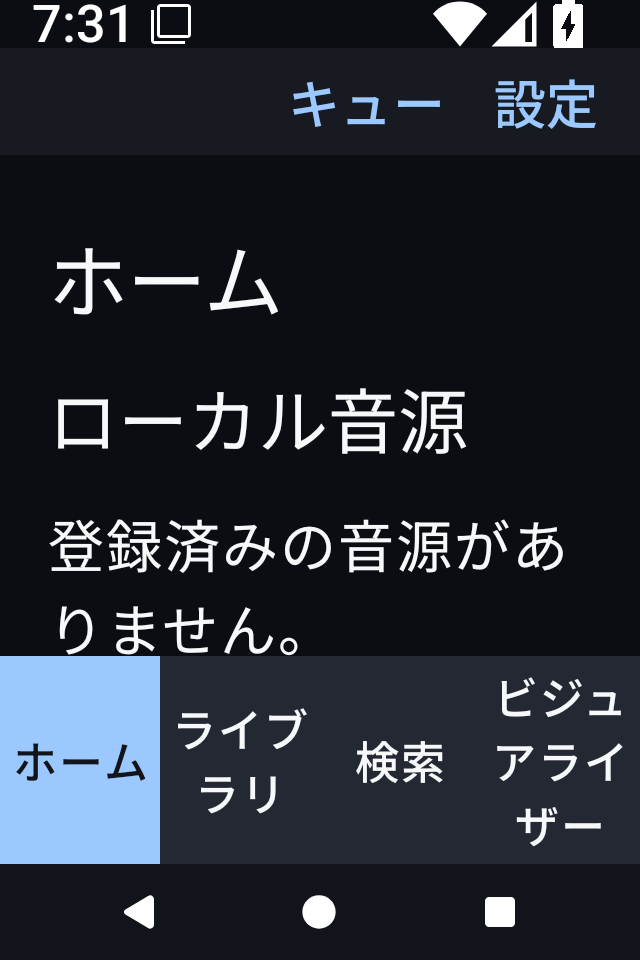 7:31
キュー 設定
ホーム
ローカル音源
登録済みの音源があ
りません。
ホーム
ライブ
ラリ
検索
ビジュ
アライ
ザー